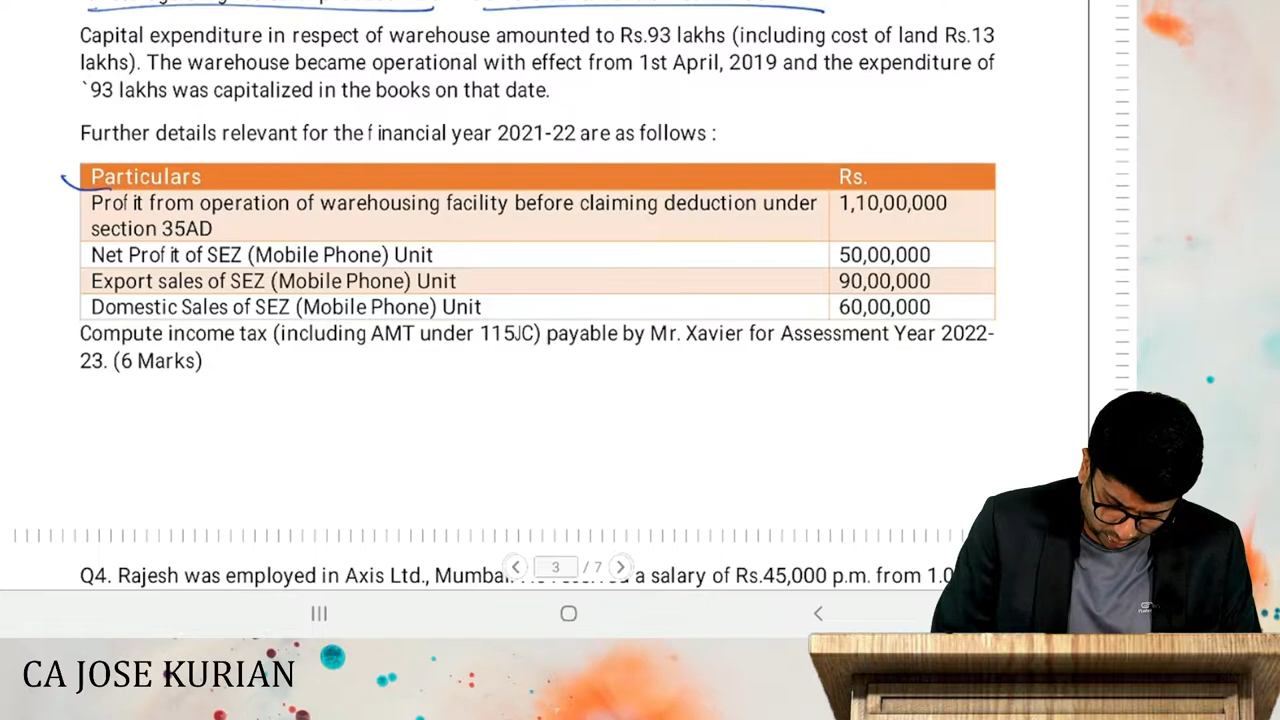 Capital expenditure in respect of warehouse amounted to Rs.93 lakhs (including cost of land Rs.13
lakhs). The warehouse became operational with effect from 1st April, 2019 and the expenditure of
`93 lakhs was capitalized in the books on that date.
Further details relevant for the financial year 2021-22 are as follows :
Particulars Rs.
Profit from operation of warehousing facility before claiming deduction under 1,10,00,000
section 35AD
Net Profit of SEZ (Mobile Phone) Unit 50,00,000
Export sales of SEZ (Mobile Phone) Unit 90,00,000
Domestic Sales of SEZ (Mobile Phone) Unit 60,00,000
Compute income tax (including AMT under 115JC) payable by Mr. Xavier for Assessment Year 2022-
23. (6 Marks)
3 / 7
Q4. Rajesh was employed in Axis Ltd., Mumbai. a salary of Rs.45,000 p.m. from 1.0
CA JOSE KURIAN